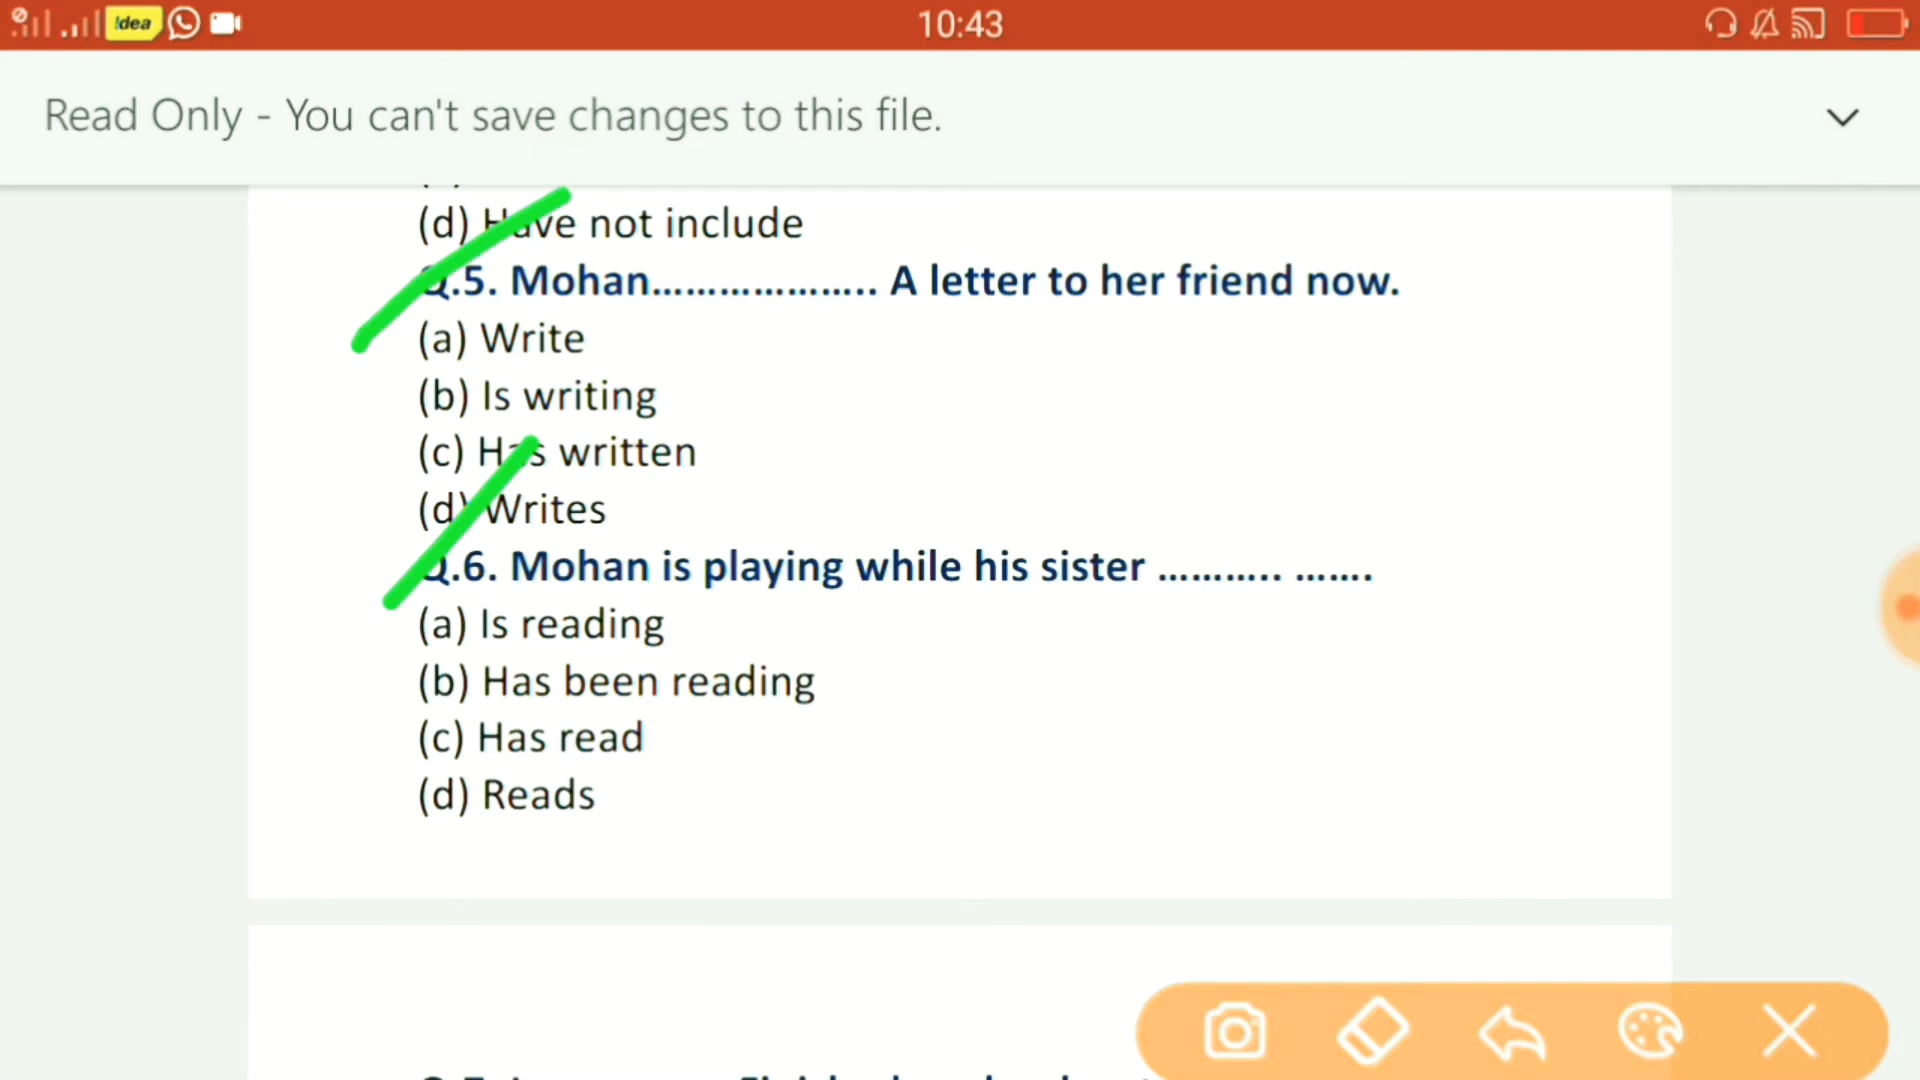 !dea 10:43
Read Only - You can't save changes to this file.
(d) Have not include
Q.5. Mohan……………….. A letter to her friend now.
(a) Write
(b) Is writing
(c) Has written
(d) Writes
Q.6. Mohan is playing while his sister ……….. …….
(a) Is reading
(b) Has been reading
(c) Has read
(d) Reads